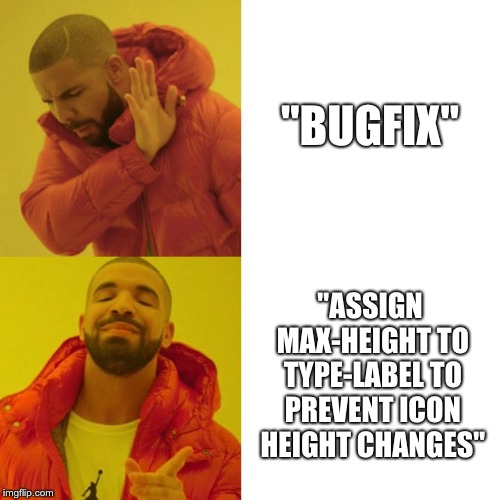 "BUGFIX"
"ASSIGN
MAX-HEIGHT TO
TYPE-LABEL TO
PREVENT ICON
HEIGHT CHANGES"
imgflip.com